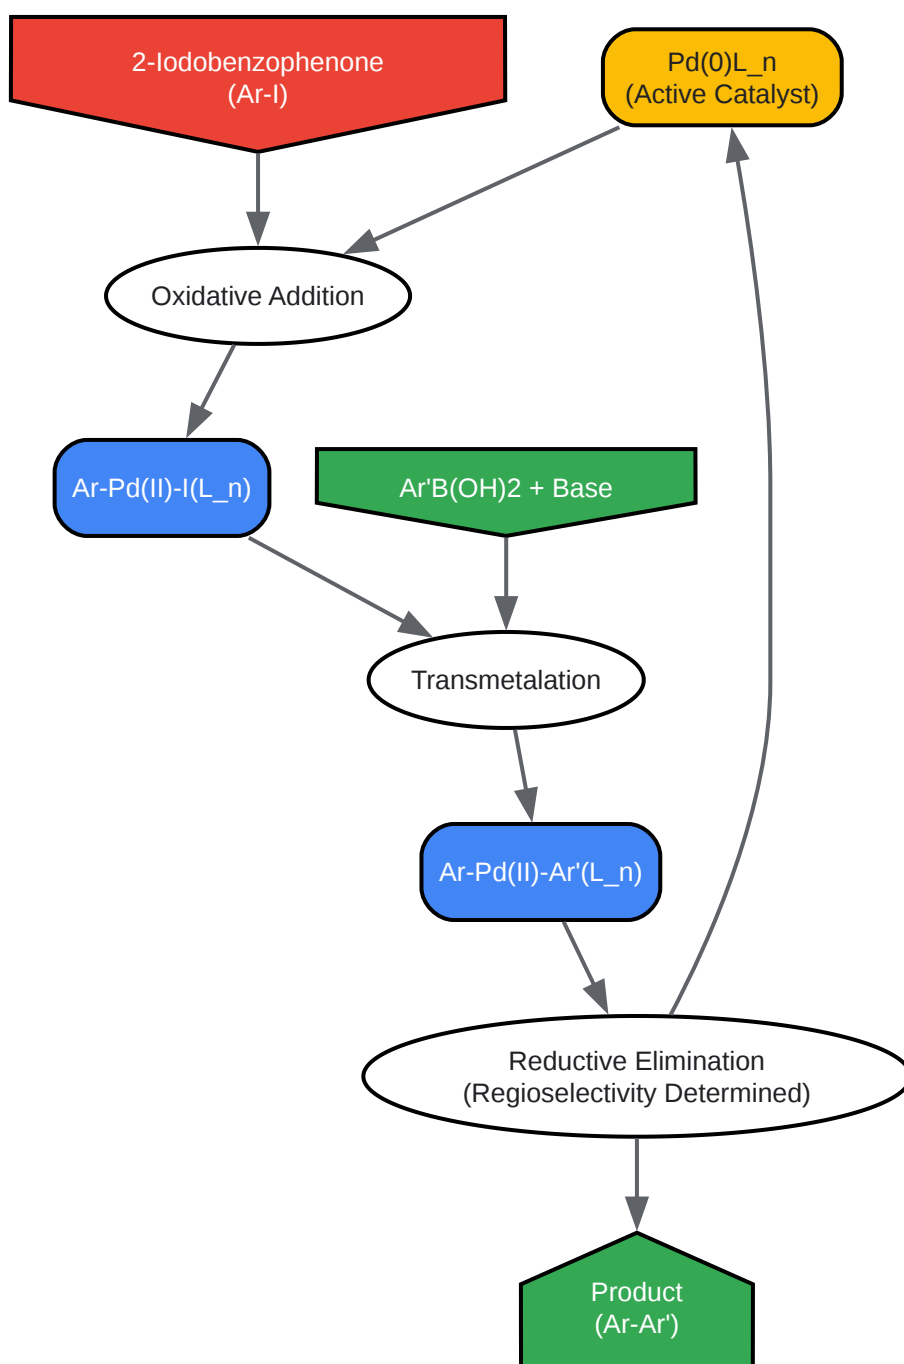 2-Iodobenzophenone
(Ar-I)
Pd(0)L_n
(Active Catalyst)
Oxidative Addition
Ar-Pd(II)-I(L_n)
Ar'B(OH)2 + Base
Transmetalation
Ar-Pd(II)-Ar'(L_n)
Reductive Elimination
(Regioselectivity Determined)
Product
(Ar-Ar')